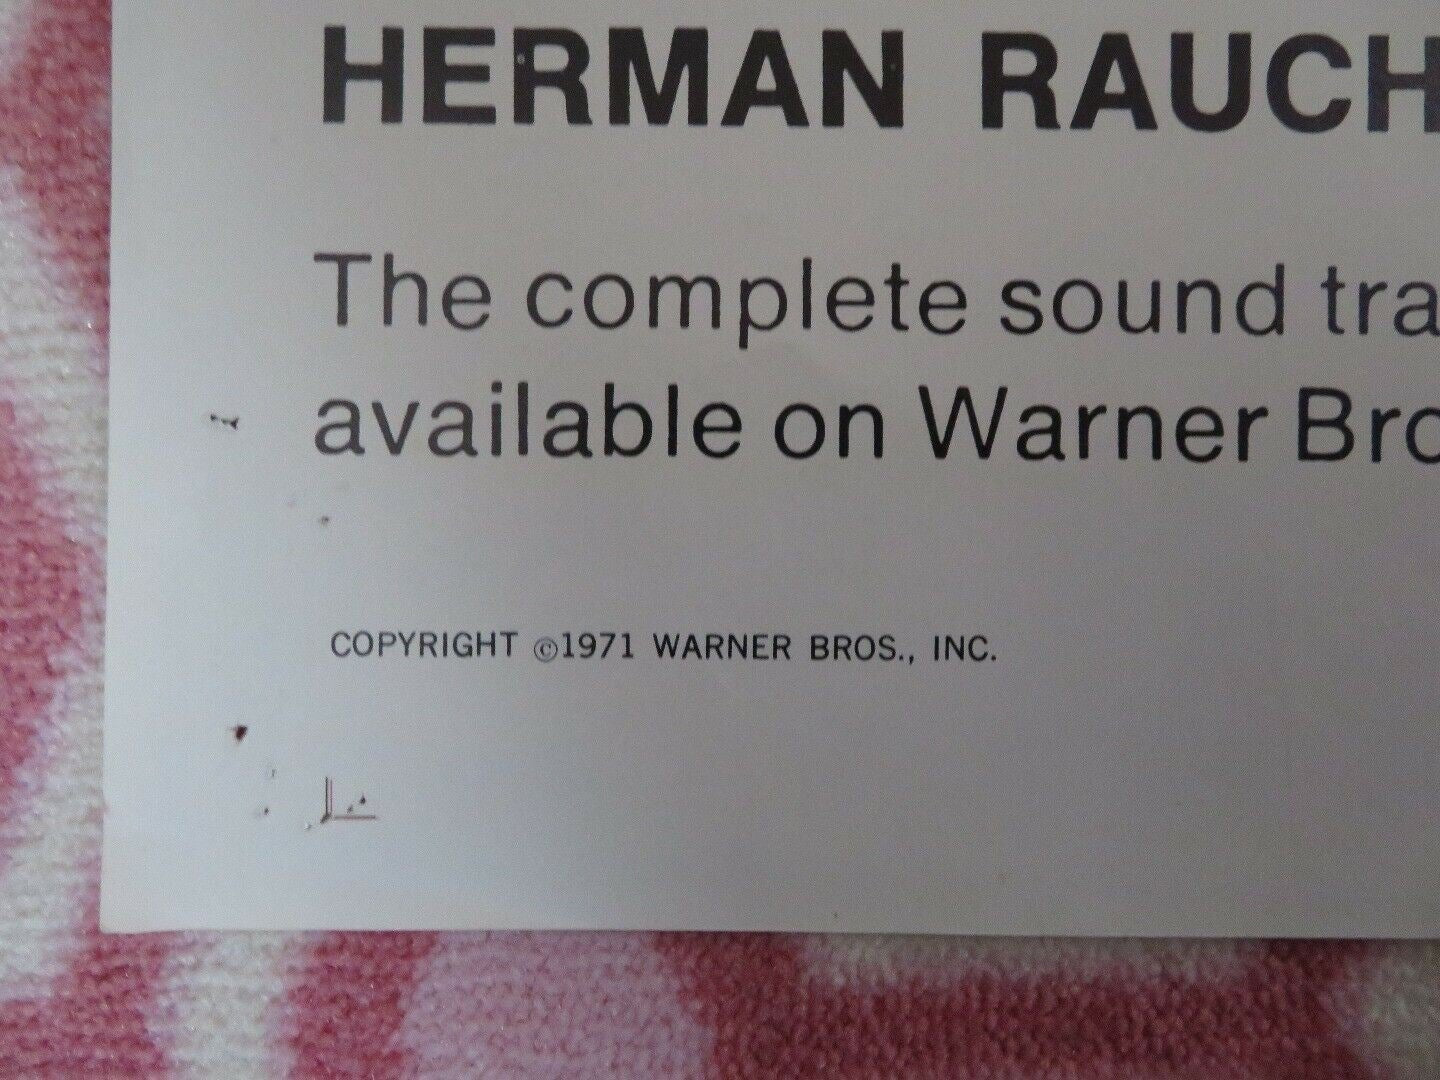 HERMAN RAUCH
The complete sound tra
available on Warner Bro
COPYRIGHT ©1971 WARNER BROS., INC.